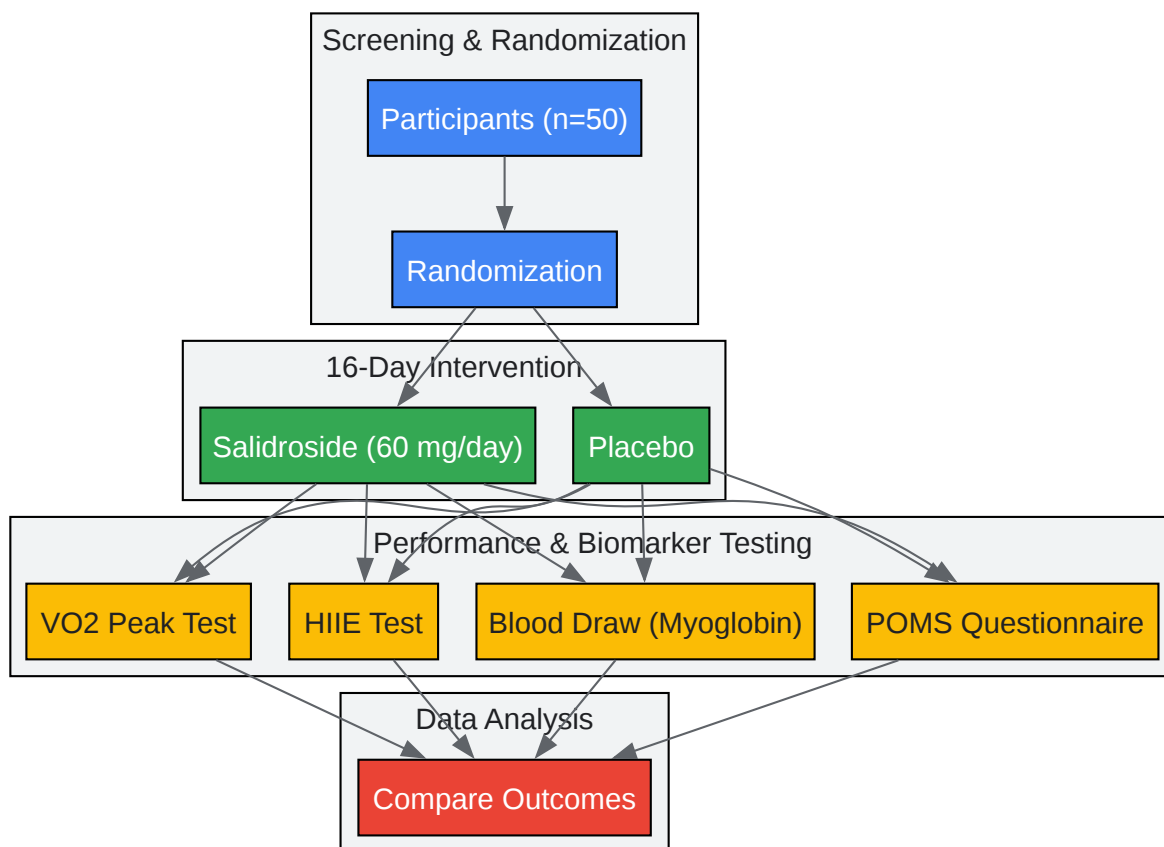 Screening & Randomization
Participants (n=50)
Randomization
16-Day Intervention
Salidroside (60 mg/day)
Placebo
Performance & Biomarker Testing
VO2 Peak Test
HIIE Test
Blood Draw (Myoglobin)
POMS Questionnaire
Data Analysis
Compare Outcomes